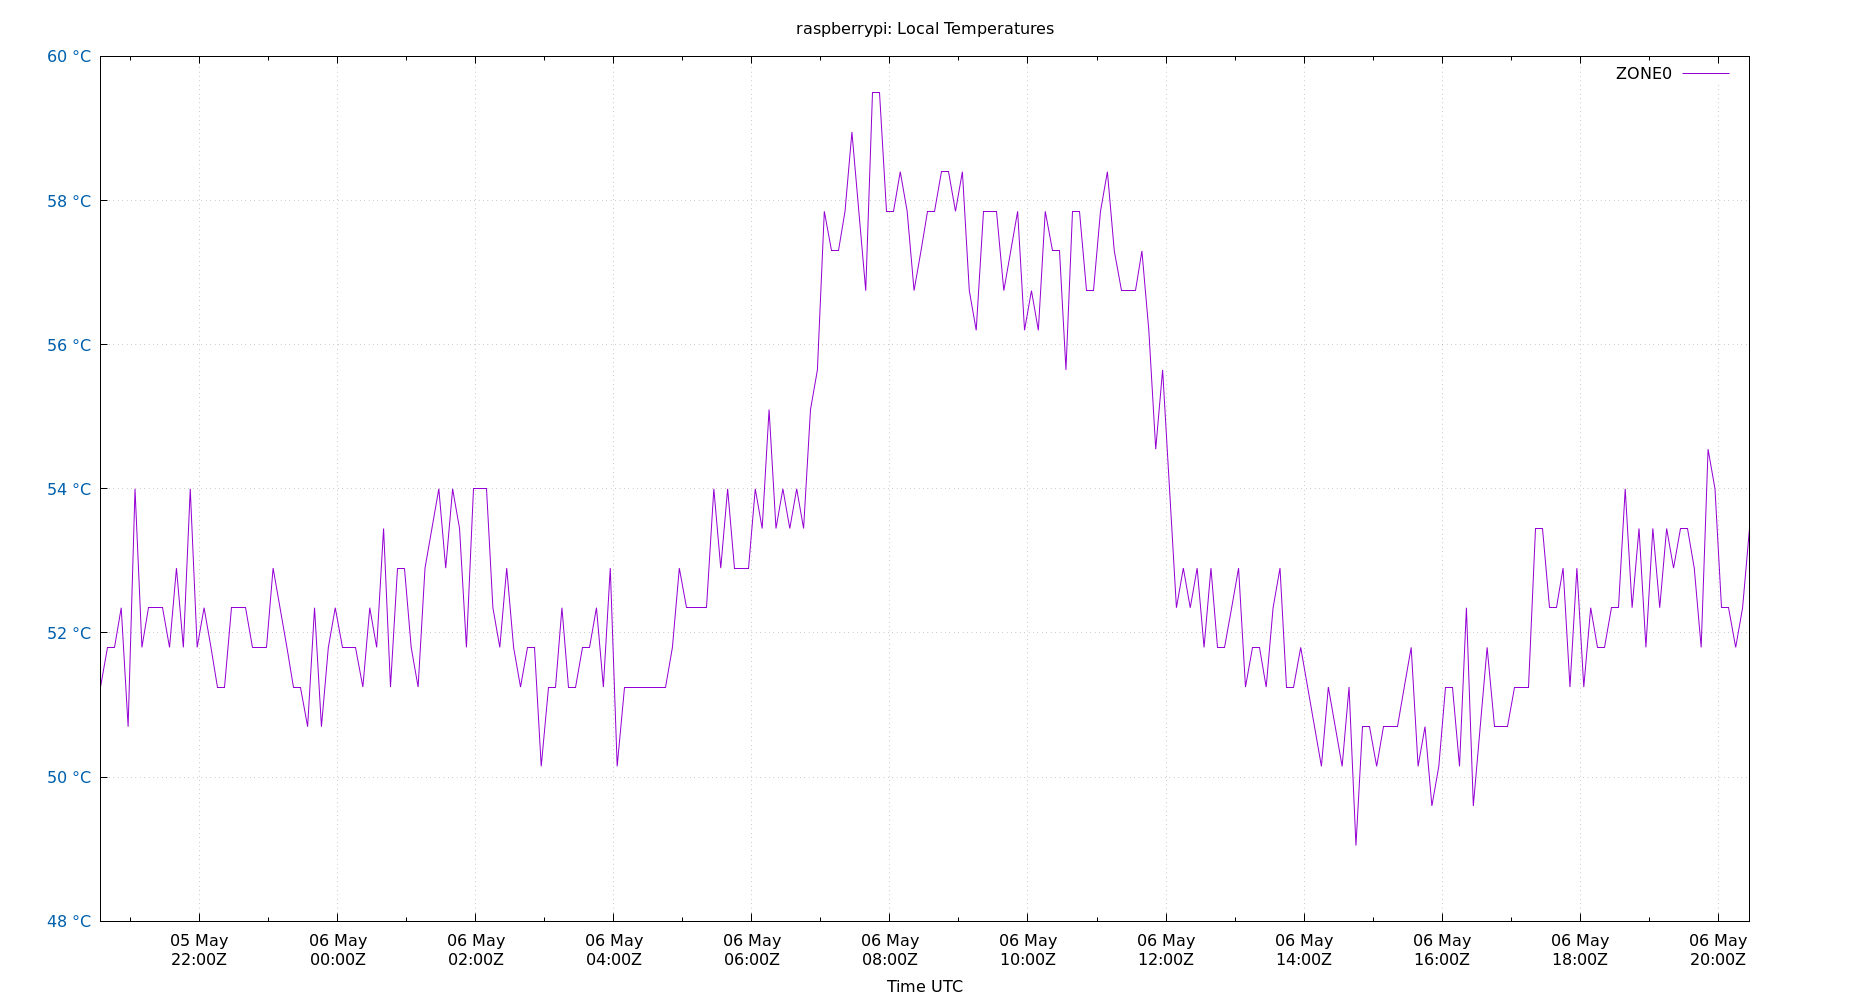 raspberrypi: Local Temperatures
60 °C
ZONE0
58 °C
56 °C
54 °C
52 °C
50 °C
48 °C
05 May 06 May 06 May 06 May 06 May 06 May 06 May 06 May 06 May 06 May 06 May 06 May
22:00Z 00:00Z 02:00Z 04:00Z 06:00Z 08:00Z 10:00Z 12:00Z 14:00Z 16:00Z 18:00Z 20:00Z
Time UTC